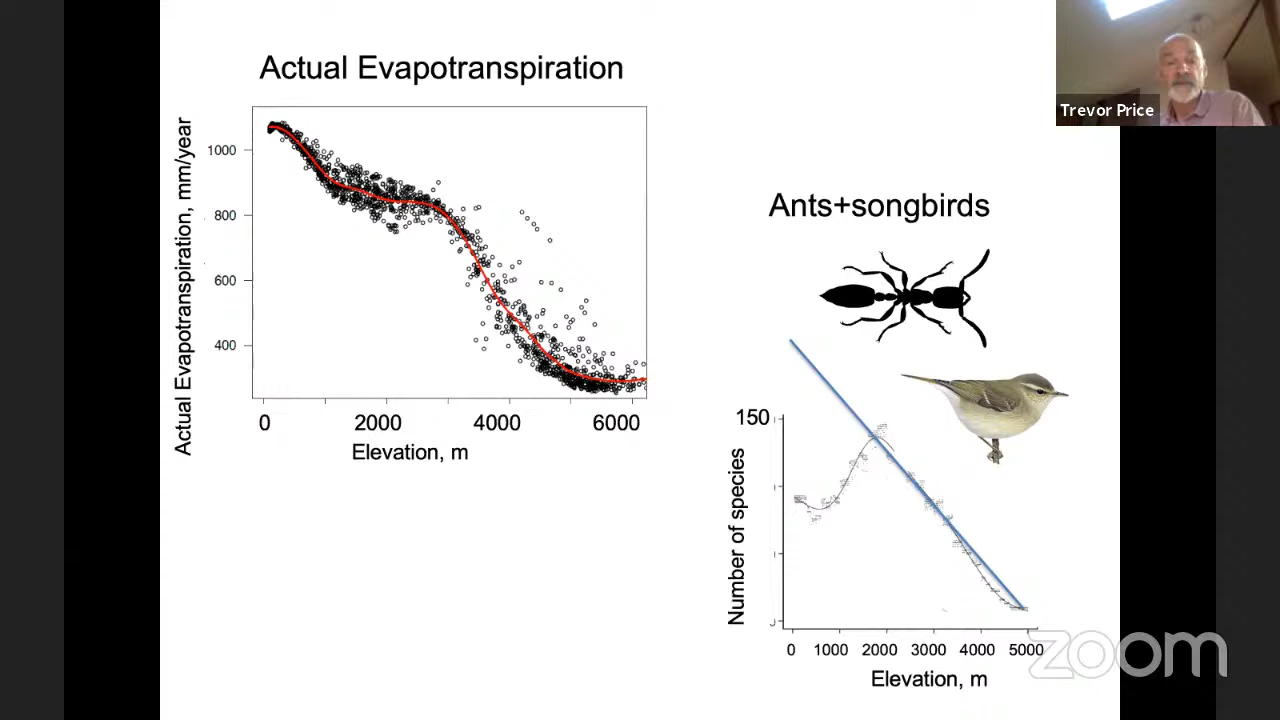 Actual Evapotranspiration
Actual Evapotranspiration, mm/year
1000
800
600
400
0 2000 4000 6000
Elevation, m
Trevor Price
Ants+songbirds
150
Number of species
0 1000 2000 3000 4000 5000
Elevation, m
zoom